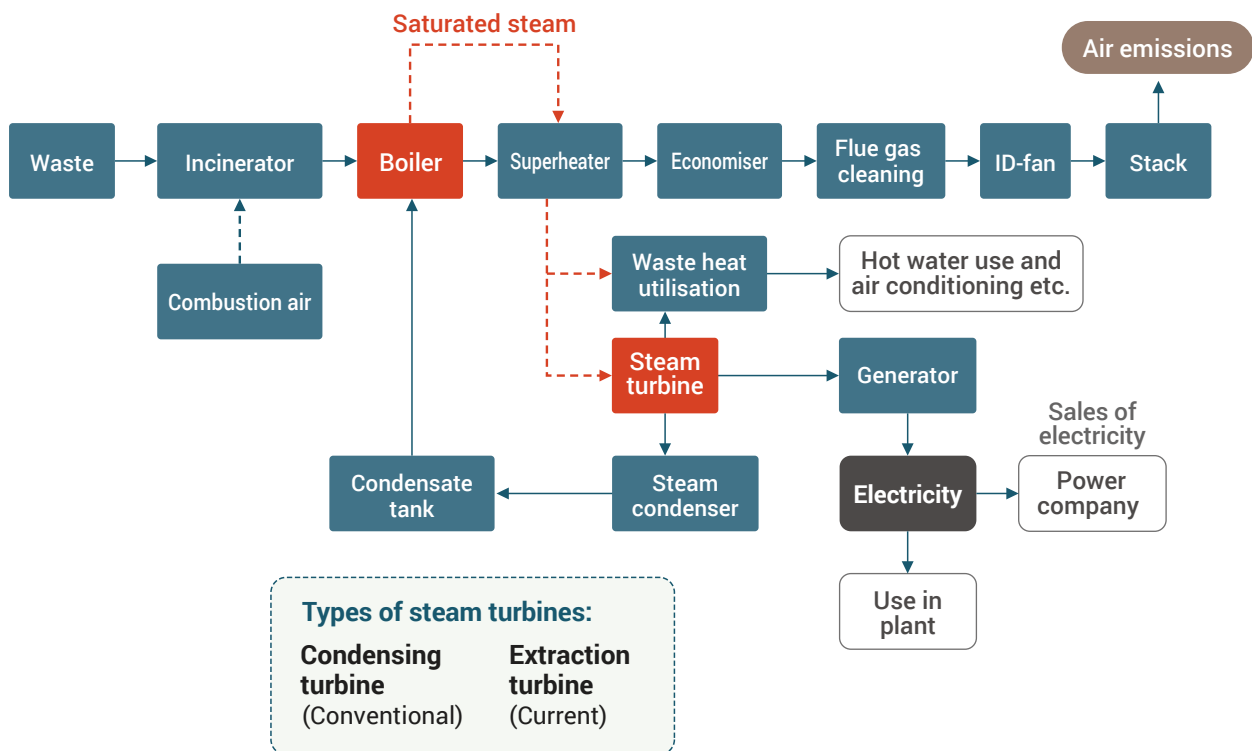 Saturated steam
Air emissions
Waste
Incinerator
Boiler
Superheater
Economiser
Flue gas
cleaning
ID-fan
Stack
Combustion air
Waste heat
utilisation
Hot water use and
air conditioning etc.
Steam
turbine
Generator
Sales of
electricity
Condensate
tank
Steam
condenser
Electricity
Power
company
Use in
plant
Types of steam turbines:
Condensing
turbine
(Conventional)
Extraction
turbine
(Current)